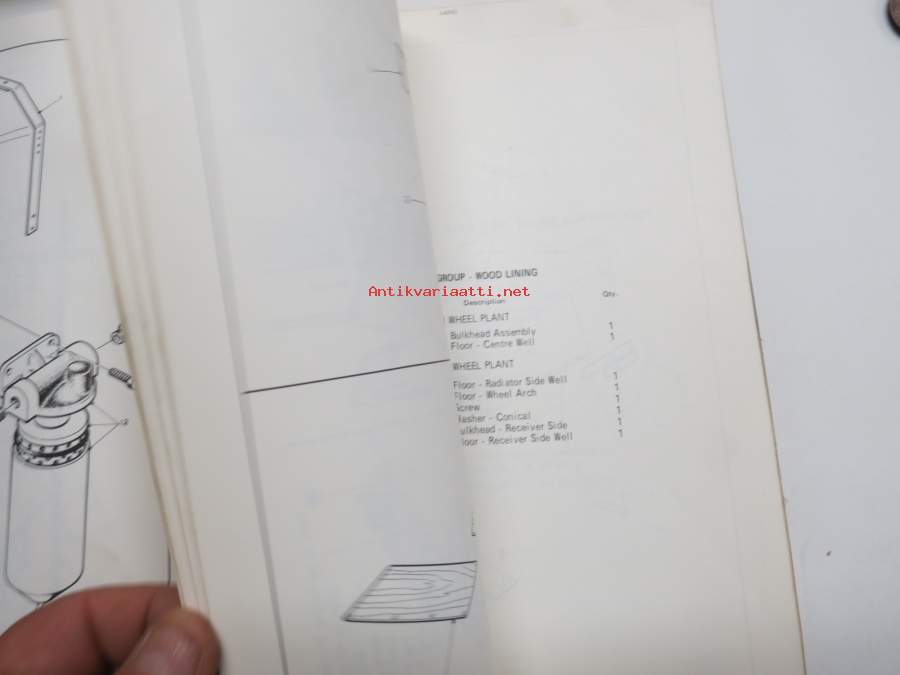 GROUP - WOOD LINING
Antikvariaatti.net
Description Qty.
WHEEL PLANT
Bulkhead Assembly 1
Floor - Centre Well 1
WHEEL PLANT
Floor - Radiator Side Well 1
Floor - Wheel Arch 1
Screw 1
Washer - Conical 1
Bulkhead - Receiver Side 1
Floor - Receiver Side Well 1